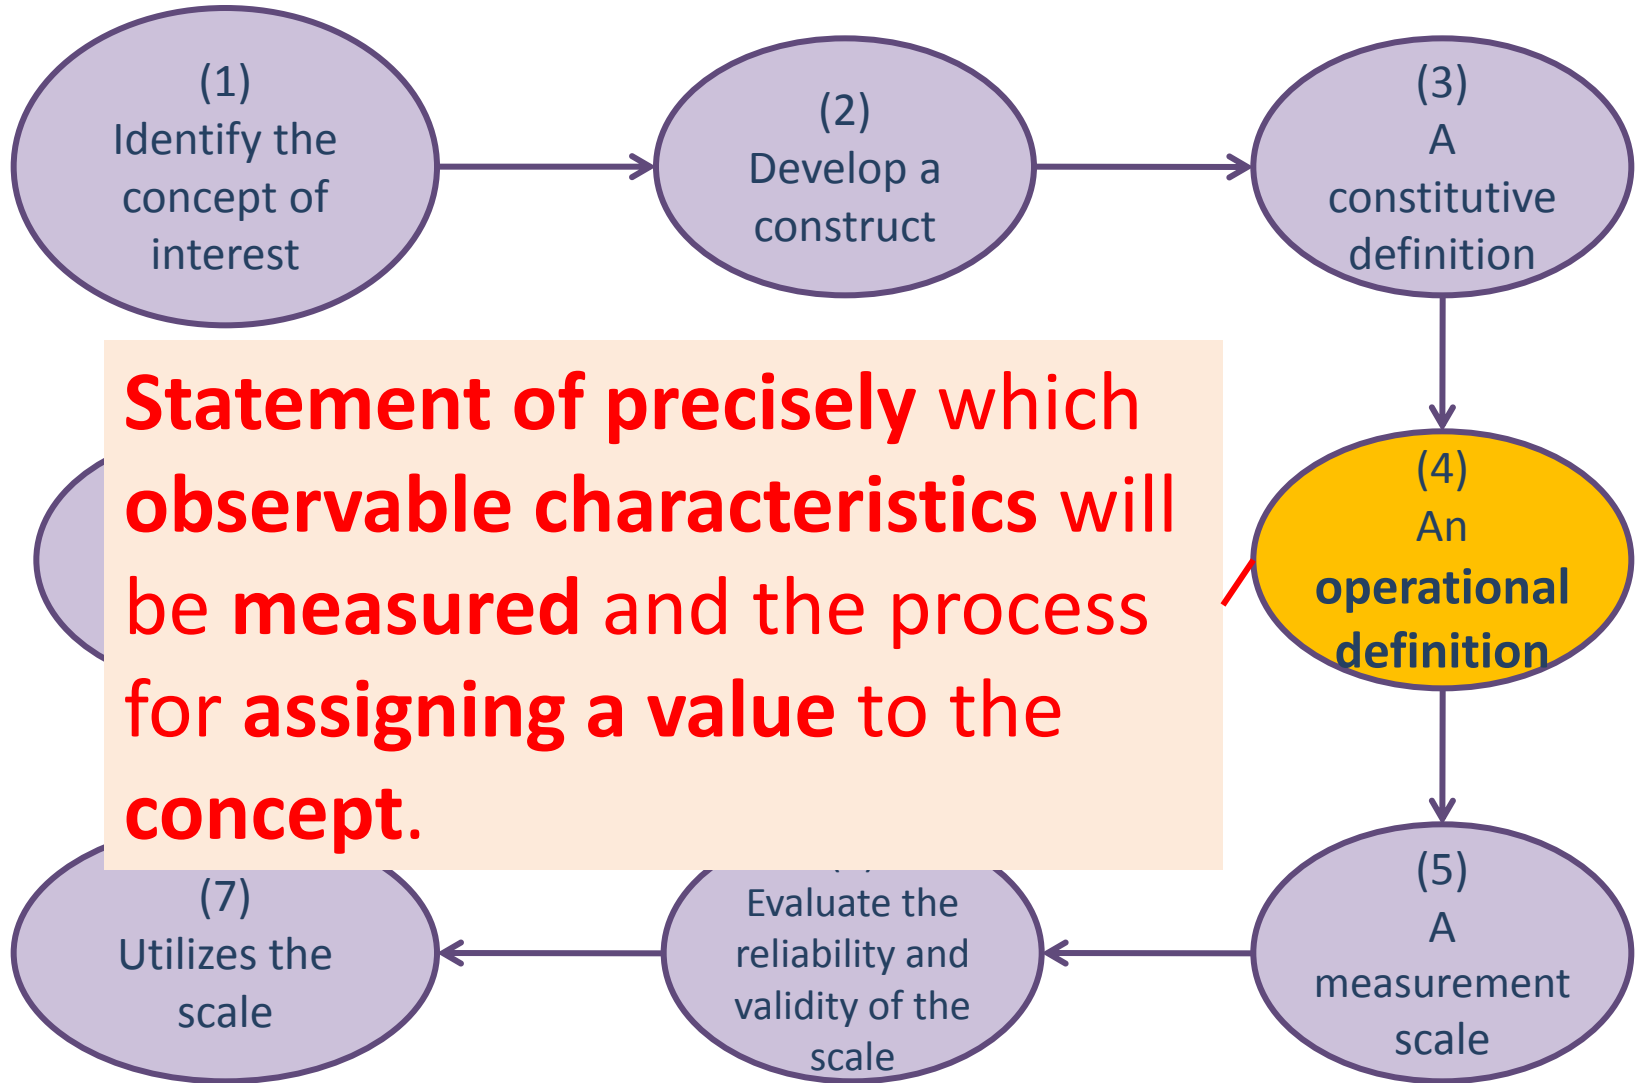 (1)
Identify the
concept of
interest
(2)
Develop a
construct
(3)
A
constitutive
definition
Statement of precisely which
observable characteristics will
be measured and the process
for assigning a value to the
concept.
(4)
An
operational
definition
(5)
A
measurement
scale
Evaluate the
reliability and
validity of the
scale
(7)
Utilizes the
scale